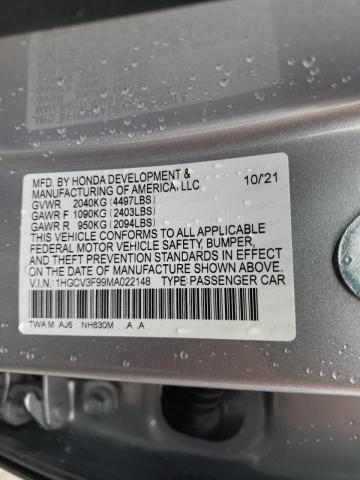 MFD. BY HONDA DEVELOPMENT & 10/21
MANUFACTURING OF AMERICA, LLC
GVWR 2040KG (4497LBS)
GAWR F 1090KG (2403LBS)
GAWR R 950KG (2094LBS)
THIS VEHICLE CONFORMS TO ALL APPLICABLE
FEDERAL MOTOR VEHICLE SAFETY, BUMPER,
AND THEFT PREVENTION STANDARDS IN EFFECT
ON THE DATE OF MANUFACTURE SHOWN ABOVE.
V.I.N.: 1HGCV3F99MA022148 TYPE:PASSENGER CAR
TWA M AJ6 NH830M .A .A